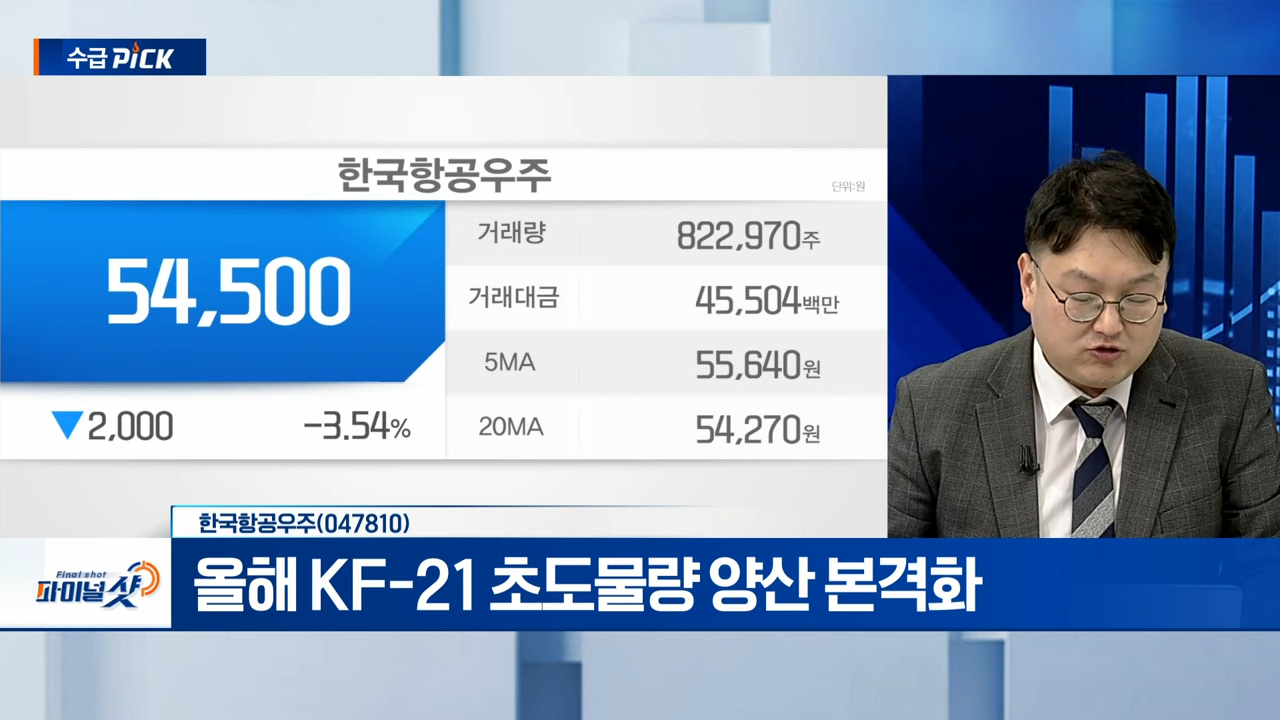 수급 PiCK
한국항공우주
단위:원
54,500
▼2,000 -3.54%
거래량 822,970주
거래대금 45,504백만
5MA 55,640원
20MA 54,270원
한국항공우주(047810)
Final shot
파이널샷
올해 KF-21 초도물량 양산 본격화